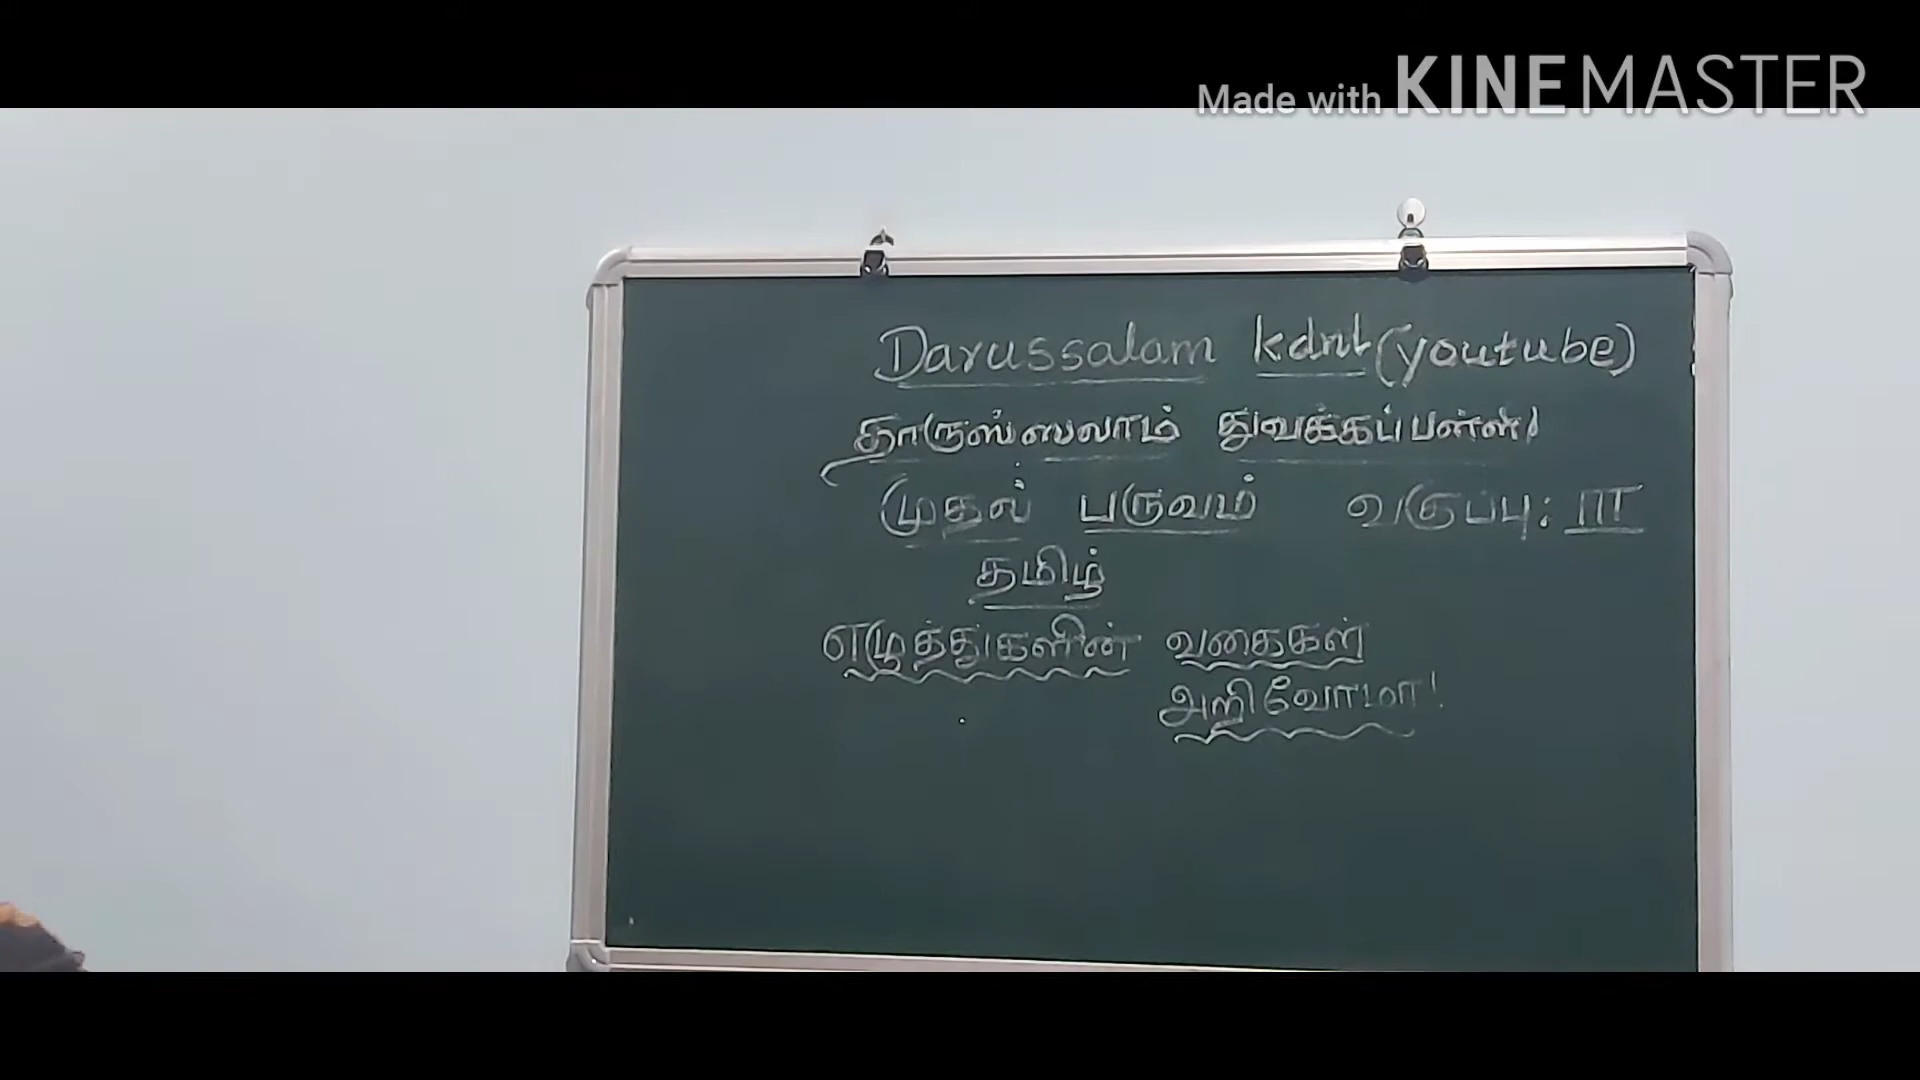 Made with KINEMASTER
Darussalam kdnl (youtube)
தாருஸ்ஸலாம் துவக்கப்பள்ளி
முதல் பருவம் வகுப்பு: III
தமிழ்
எழுத்துகளின் வகைகள்
அறிவோமா!